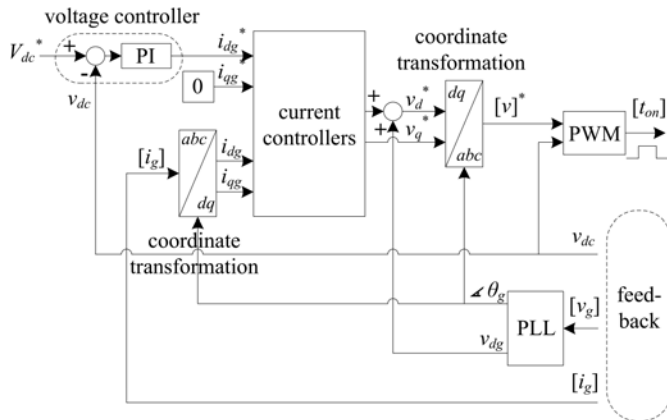 voltage controller
V_dc^*
+
-
PI
i_dg^*
0
i_qg^*
v_dc
current
controllers
coordinate
transformation
+
+
v_d^*
v_q^*
dq
abc
[v]^*
PWM
[t_on]
[i_g]
abc
dq
i_dg
i_qg
coordinate
transformation
v_dc
∡ θ_g
v_dg
PLL
[v_g]
feed-
back
[i_g]